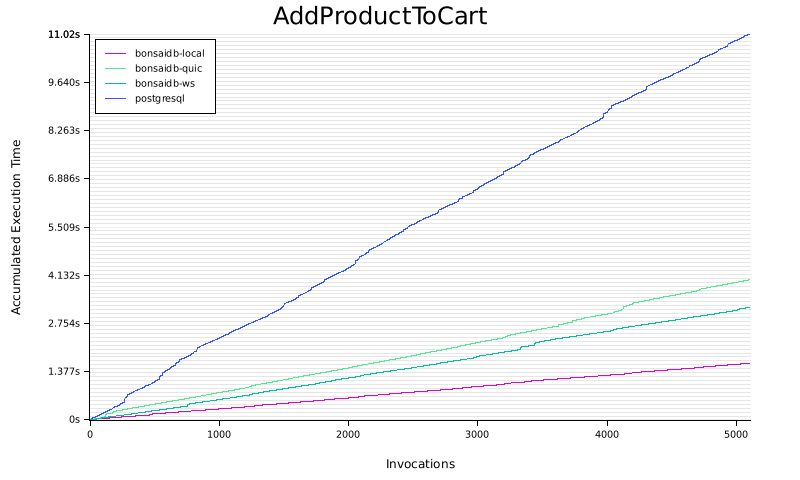 AddProductToCart
11.02s
9.640s
8.263s
6.886s
5.509s
4.132s
2.754s
1.377s
0s
bonsaidb-local
bonsaidb-quic
bonsaidb-ws
postgresql
Accumulated Execution Time
0 1000 2000 3000 4000 5000
Invocations